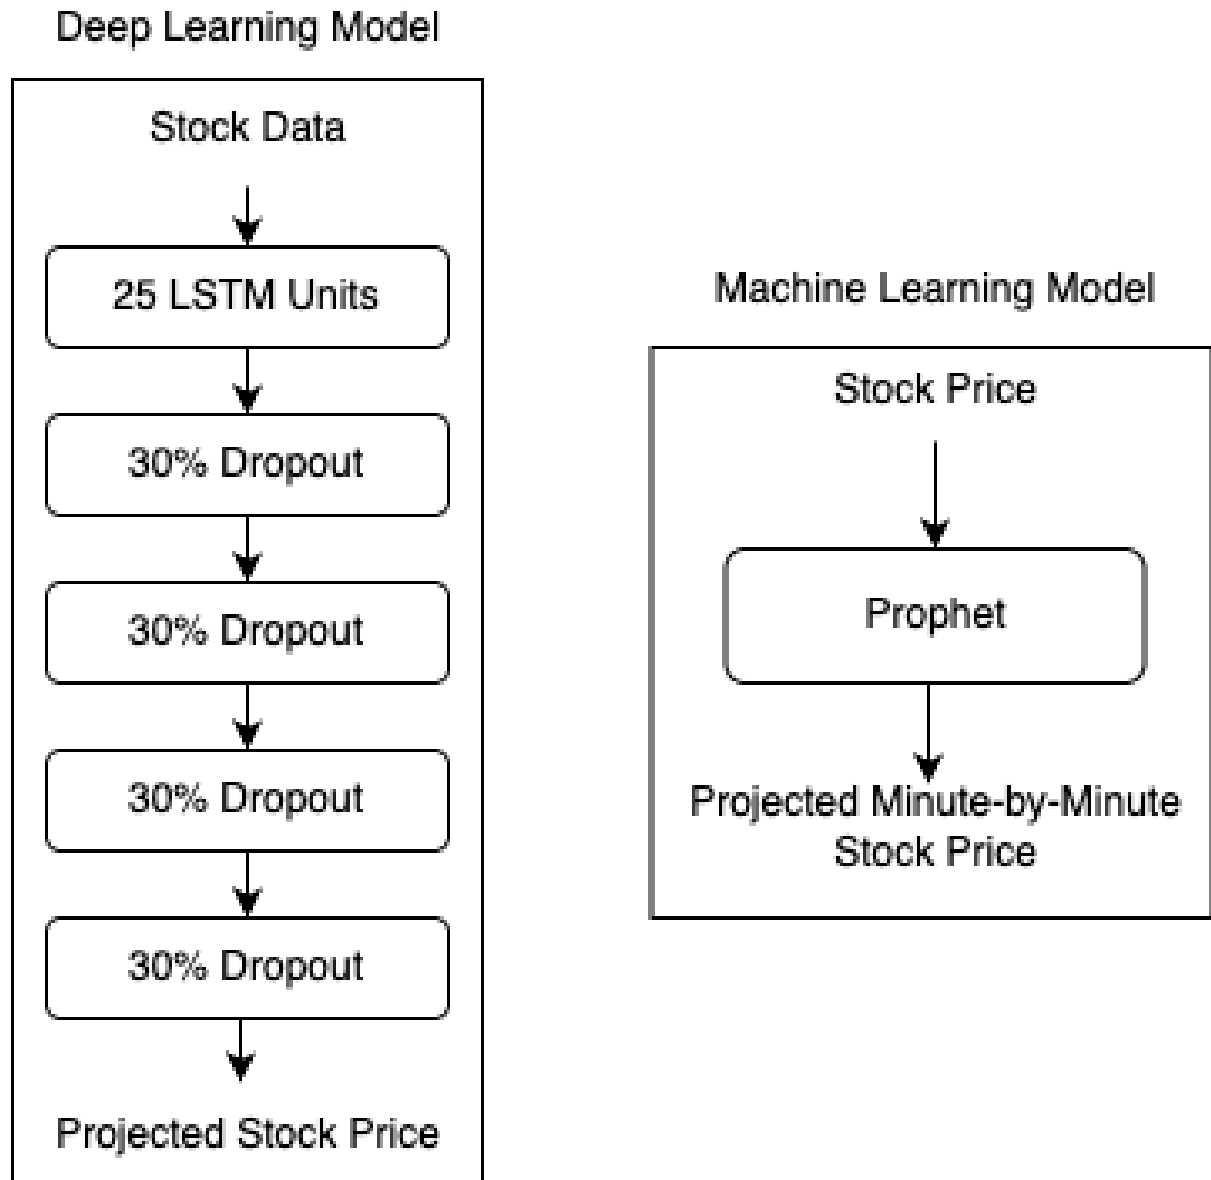 Deep Learning Model
Stock Data
25 LSTM Units
30% Dropout
30% Dropout
30% Dropout
30% Dropout
Projected Stock Price
Machine Learning Model
Stock Price
Prophet
Projected Minute-by-Minute
Stock Price